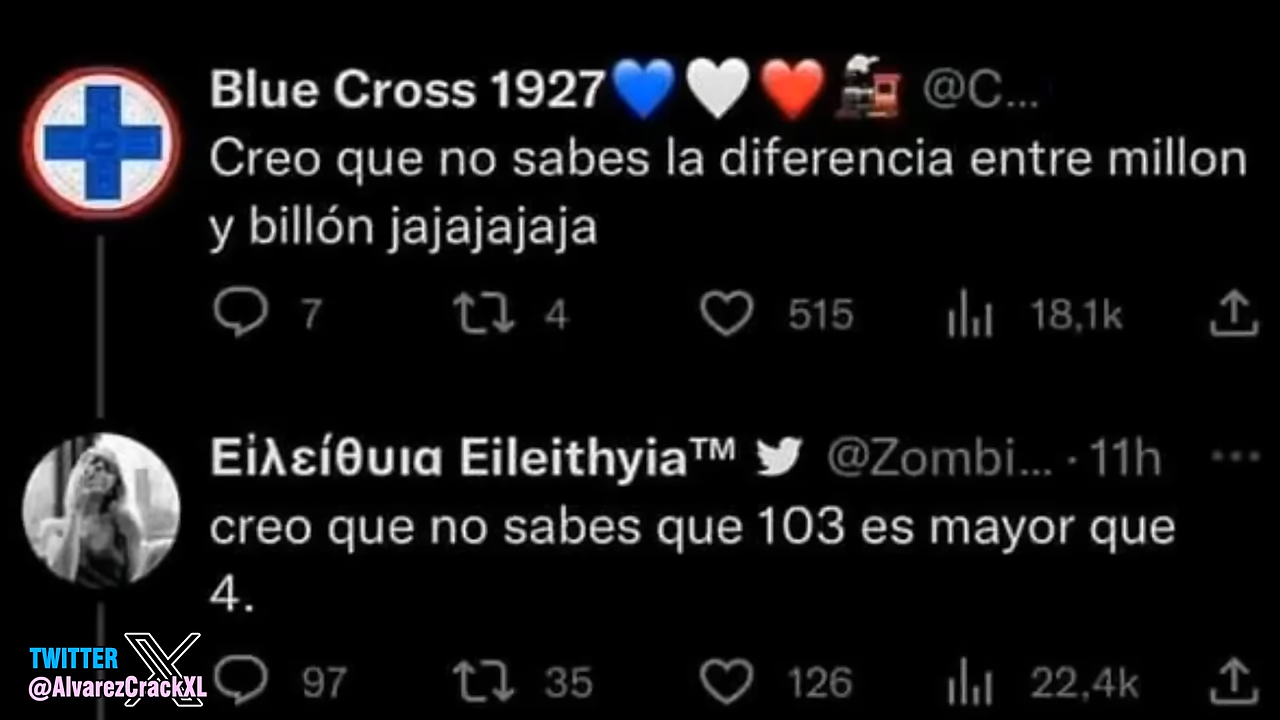 Blue Cross 1927💙🤍❤️🚂 @C...
Creo que no sabes la diferencia entre millon
y billón jajajajaja
7 4 515 18,1k
Εἰλείθυια Eileithyia™ @Zombi... · 11h
creo que no sabes que 103 es mayor que
4.
97 35 126 22,4k
TWITTER X
@AlvarezCrackXL